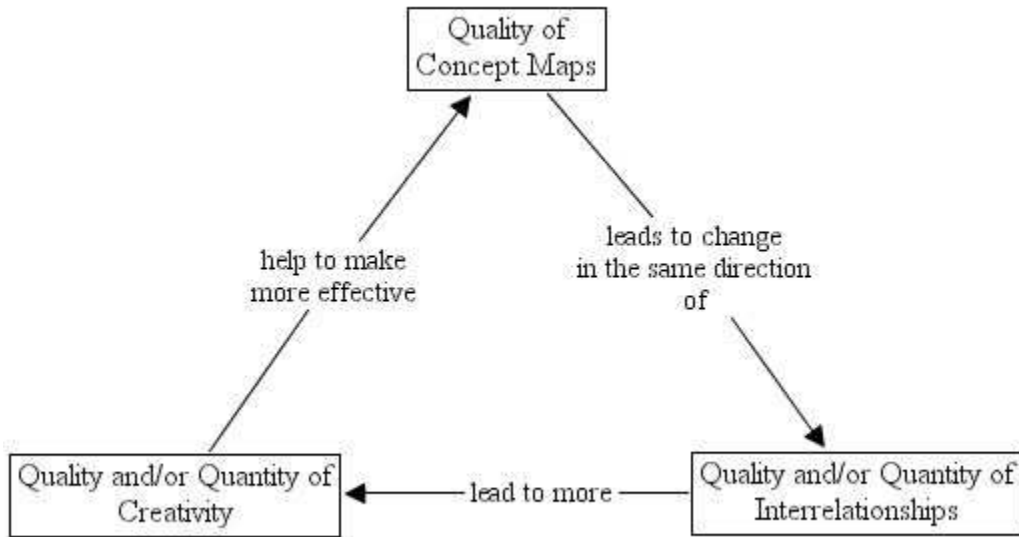 Quality of
Concept Maps
help to make
more effective
leads to change
in the same direction
of
Quality and/or Quantity of
Creativity
lead to more
Quality and/or Quantity of
Interrelationships